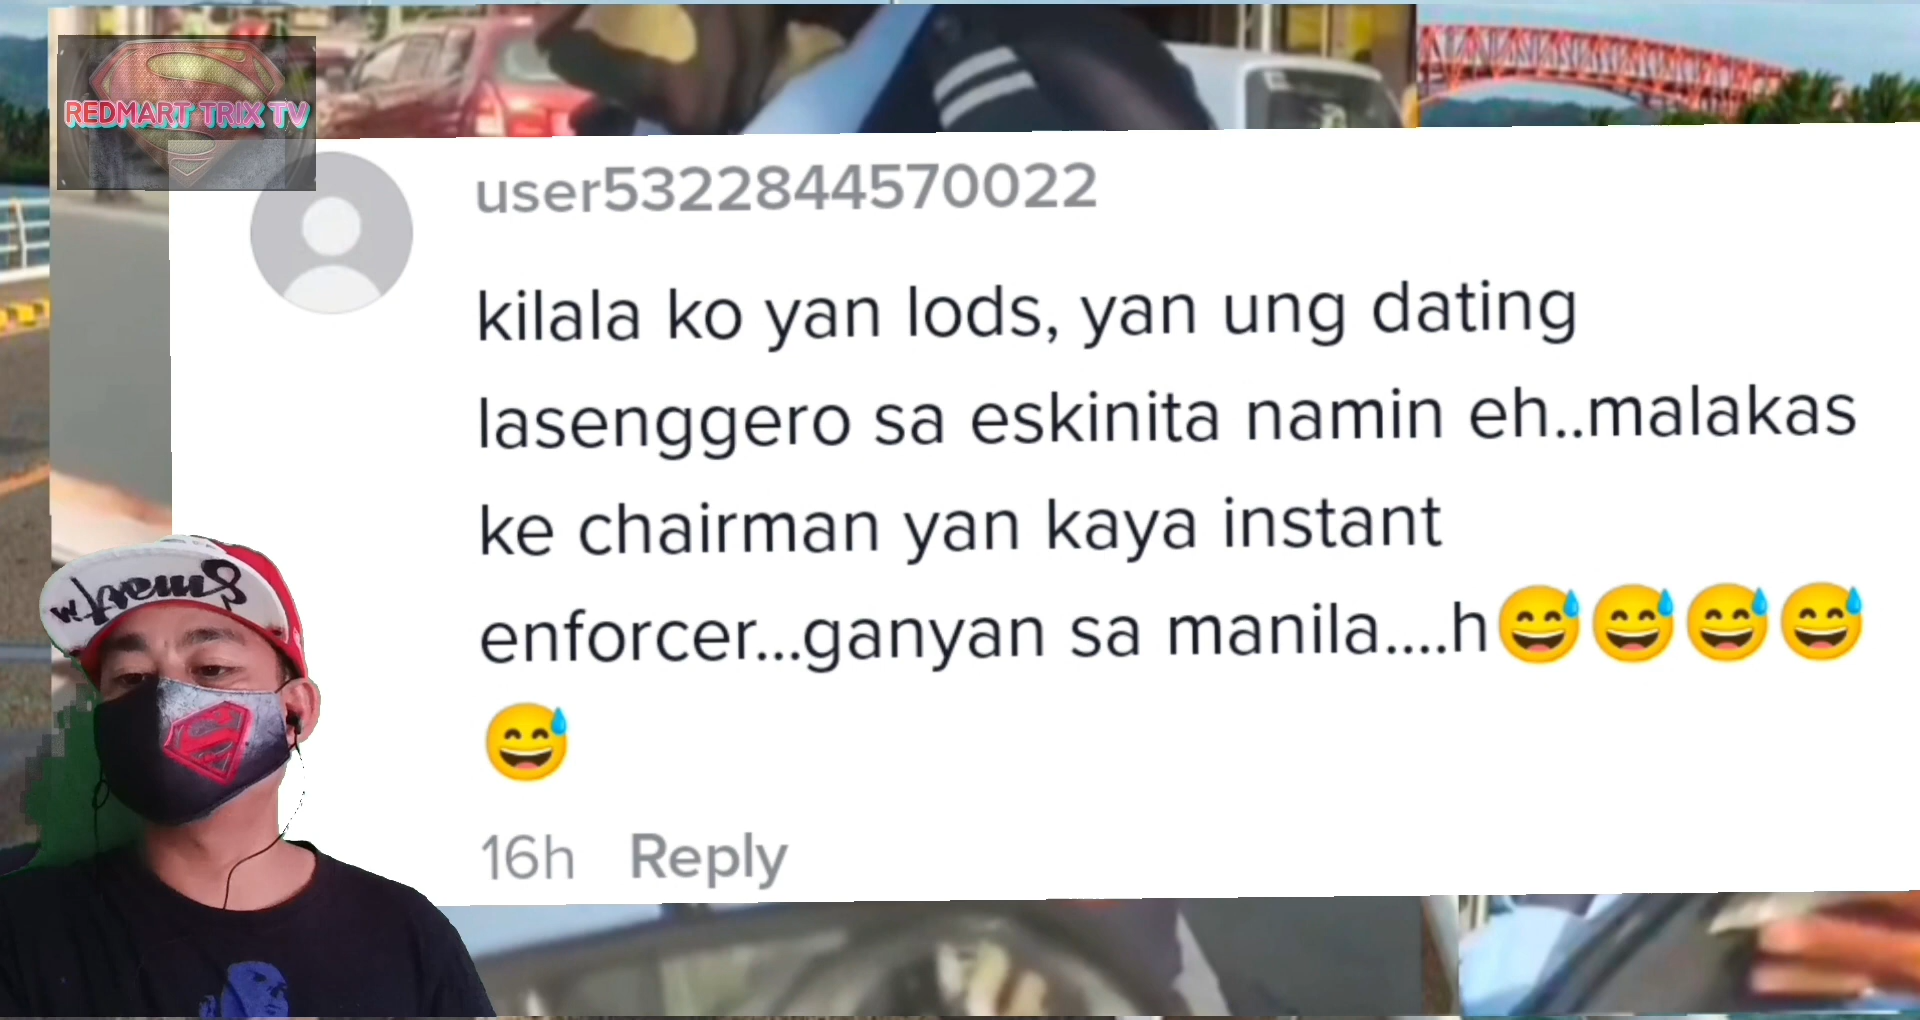 REDMART TRIX TV
user5322844570022
kilala ko yan lods, yan ung dating
lasenggero sa eskinita namin eh..malakas
ke chairman yan kaya instant
enforcer...ganyan sa manila....h😅😅😅😅
😅
16h Reply
Smart